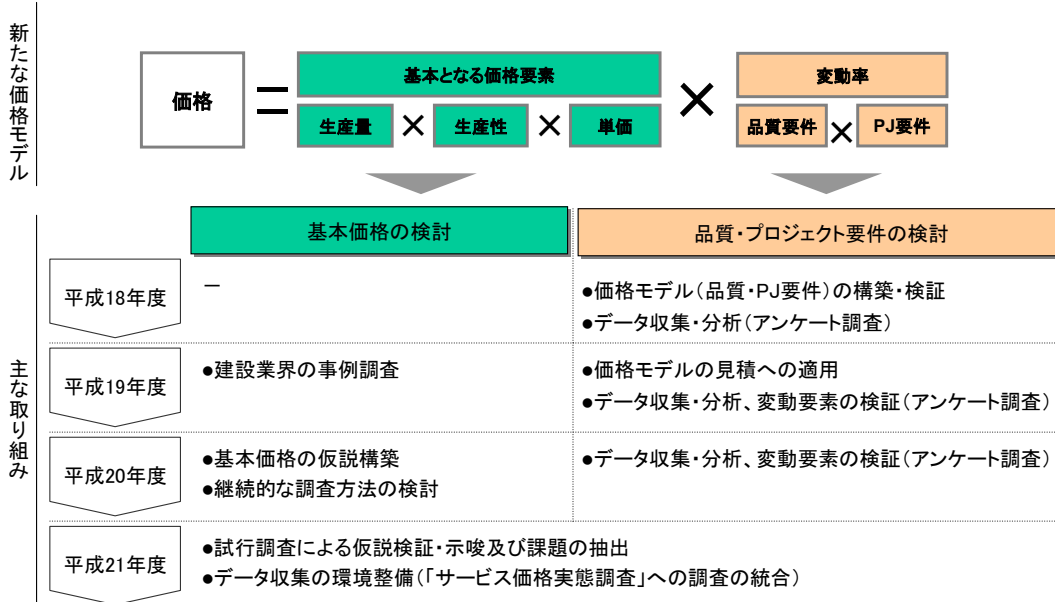 新たな価格モデル
価格
基本となる価格要素
変動率
生産量 × 生産性 × 単価
×
品質要件 × PJ要件
主な取り組み
基本価格の検討
品質・プロジェクト要件の検討
平成18年度
－
●価格モデル(品質・PJ要件)の構築・検証
●データ収集・分析(アンケート調査)
平成19年度
●建設業界の事例調査
●価格モデルの見積への適用
●データ収集・分析、変動要素の検証(アンケート調査)
平成20年度
●基本価格の仮説構築
●継続的な調査方法の検討
●データ収集・分析、変動要素の検証(アンケート調査)
平成21年度
●試行調査による仮説検証・示唆及び課題の抽出
●データ収集の環境整備(「サービス価格実態調査」への調査の統合)